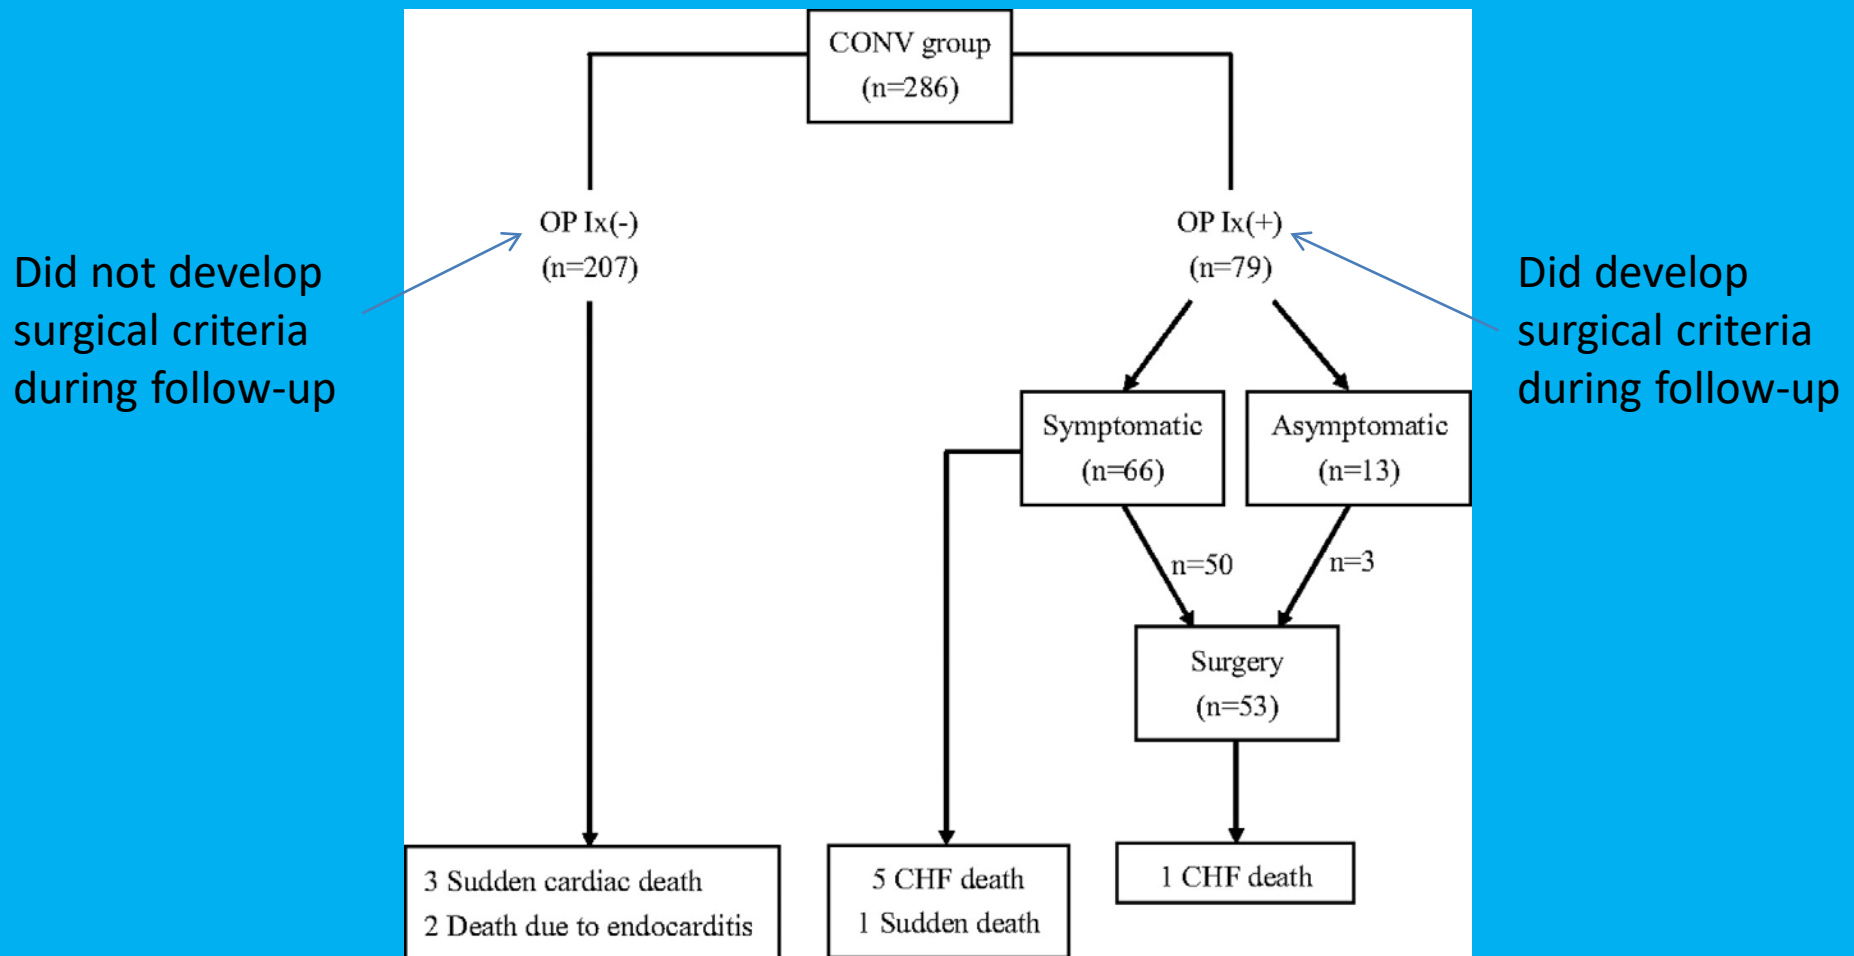 CONV group
(n=286)
OP Ix(-)
(n=207)
OP Ix(+)
(n=79)
Did not develop
surgical criteria
during follow-up
Did develop
surgical criteria
during follow-up
Symptomatic
(n=66)
Asymptomatic
(n=13)
n=50
n=3
Surgery
(n=53)
3 Sudden cardiac death
2 Death due to endocarditis
5 CHF death
1 Sudden death
1 CHF death